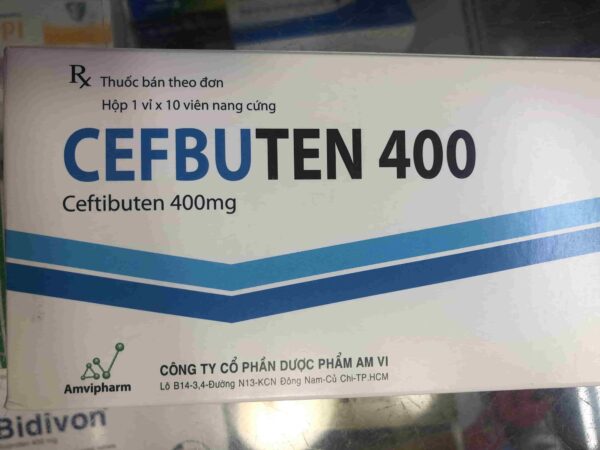 PI
Rx Thuốc bán theo đơn
Hộp 1 vỉ x 10 viên nang cứng
CEFBUTEN 400
Ceftibuten 400mg
Amvipharm
CÔNG TY CỔ PHẦN DƯỢC PHẨM AM VI
Lô B14-3,4-Đường N13-KCN Đông Nam-Củ Chi-TP.HCM
Bidivon